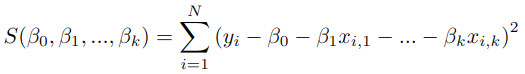 S(β₀, β₁, ..., βₖ) = ∑ᵢ₌₁ᴺ (yᵢ − β₀ − β₁xᵢ,₁ − ... − βₖxᵢ,ₖ)²